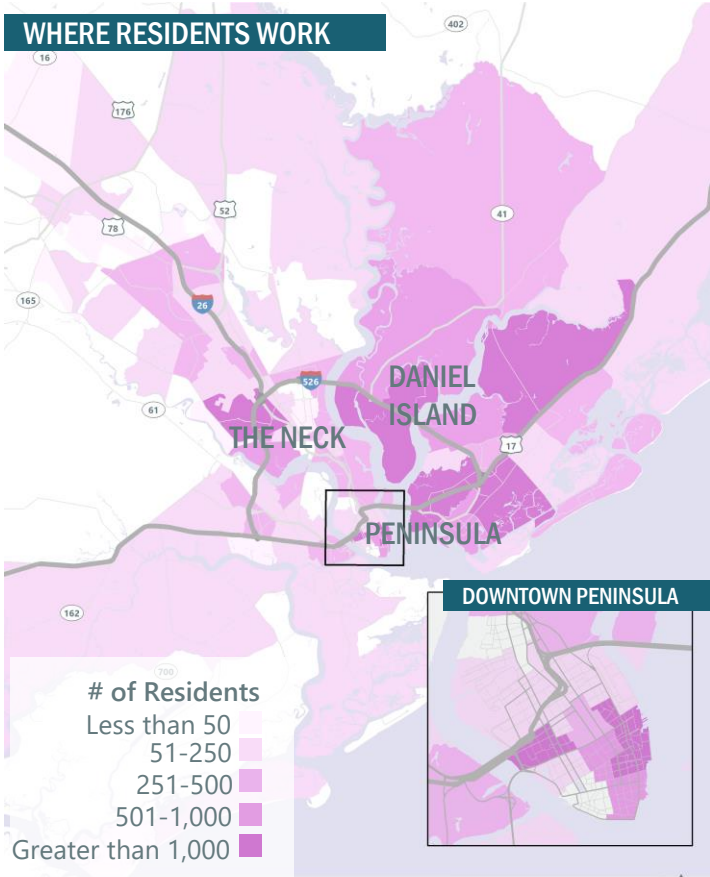 WHERE RESIDENTS WORK
402
16
176
52
41
78
26
165
526
DANIEL
ISLAND
61
THE NECK
17
PENINSULA
DOWNTOWN PENINSULA
162
700
# of Residents
Less than 50
51-250
251-500
501-1,000
Greater than 1,000